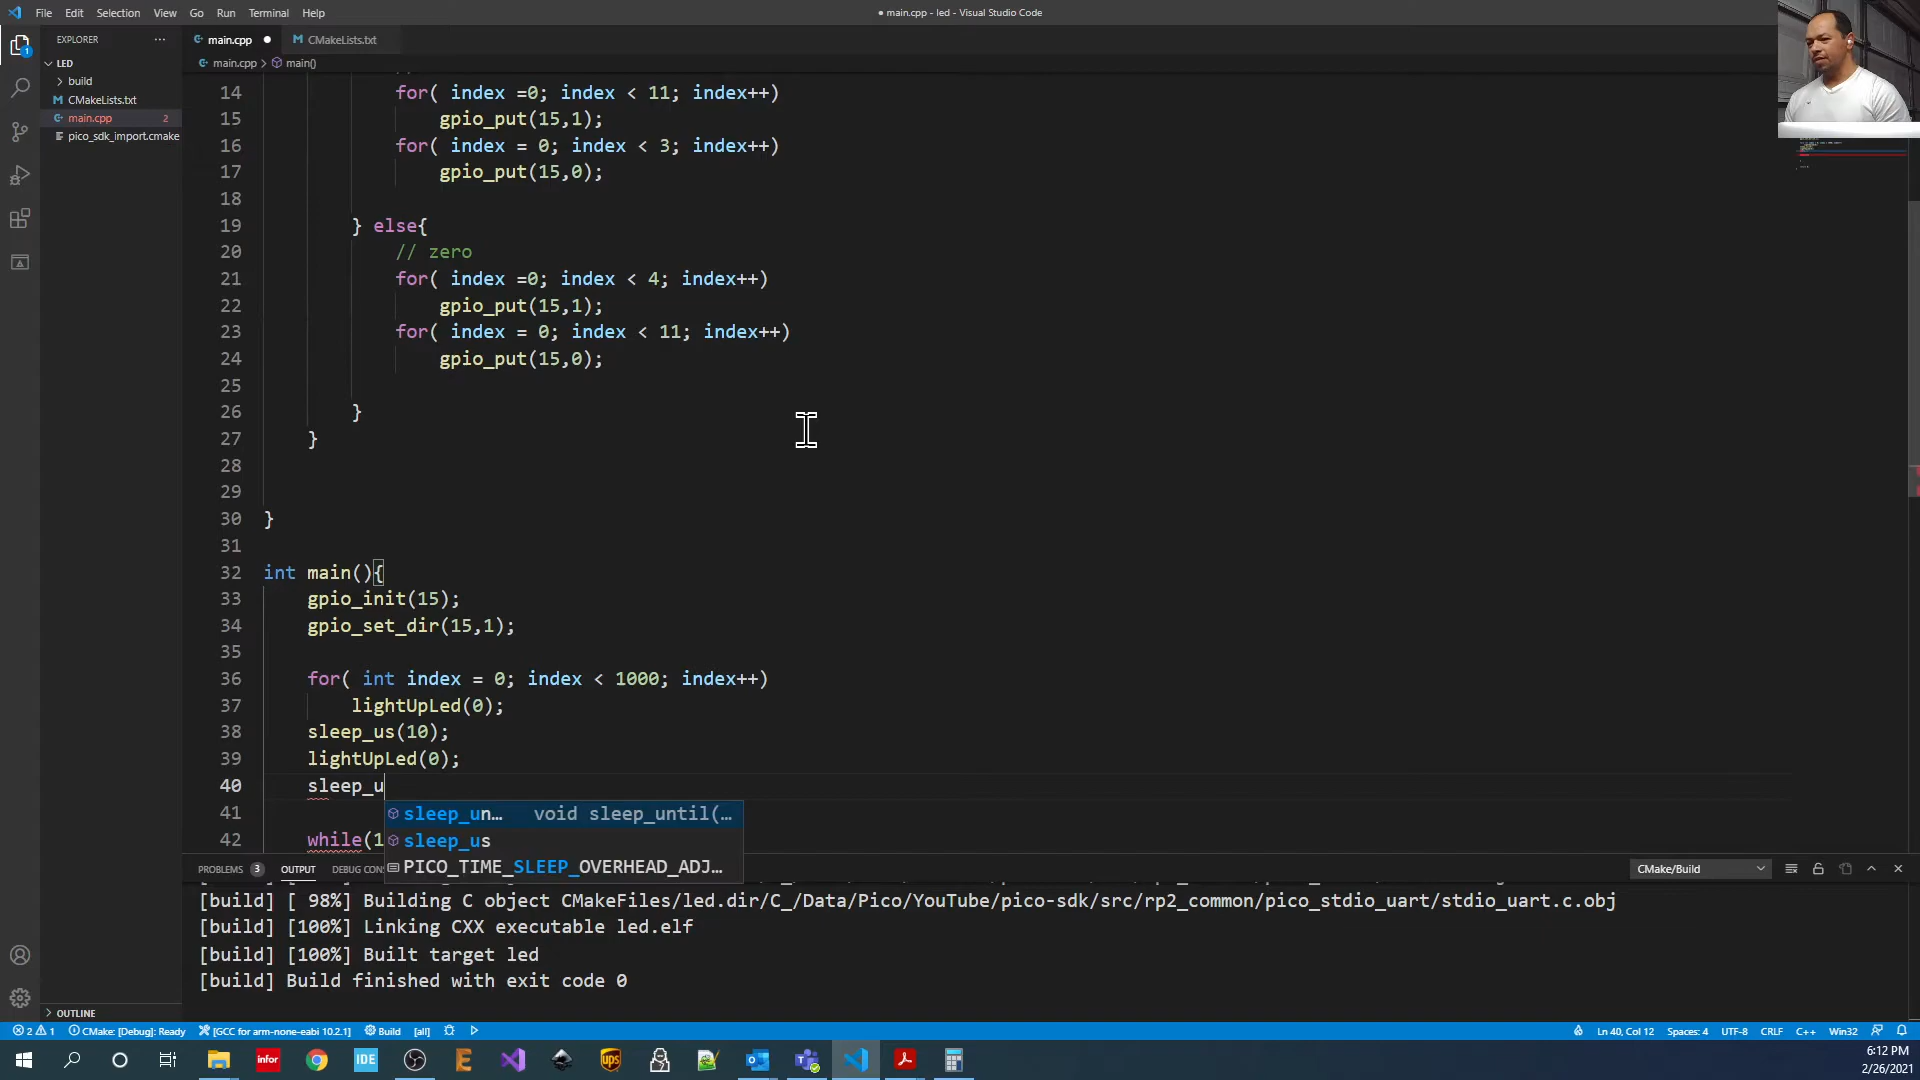 File Edit Selection View Go Run Terminal Help
● main.cpp - led - Visual Studio Code
EXPLORER ···
LED
build
CMakeLists.txt
main.cpp 2
pico_sdk_import.cmake
OUTLINE
main.cpp ●
CMakeLists.txt
main.cpp > main()
14 for( index =0; index < 11; index++)
15 gpio_put(15,1);
16 for( index = 0; index < 3; index++)
17 gpio_put(15,0);
18
19 } else{
20 // zero
21 for( index =0; index < 4; index++)
22 gpio_put(15,1);
23 for( index = 0; index < 11; index++)
24 gpio_put(15,0);
25
26 }
27 }
28
29
30 }
31
32 int main(){
33 gpio_init(15);
34 gpio_set_dir(15,1);
35
36 for( int index = 0; index < 1000; index++)
37 lightUpLed(0);
38 sleep_us(10);
39 lightUpLed(0);
40 sleep_u
41
42 while(1
sleep_un… void sleep_until(…
sleep_us
PICO_TIME_SLEEP_OVERHEAD_ADJ…
PROBLEMS 3 OUTPUT DEBUG CON
CMake/Build
[build] [ 98%] Building C object CMakeFiles/led.dir/C_/Data/Pico/YouTube/pico-sdk/src/rp2_common/pico_stdio_uart/stdio_uart.c.obj
[build] [100%] Linking CXX executable led.elf
[build] [100%] Built target led
[build] Build finished with exit code 0
2 1 CMake: [Debug]: Ready [GCC for arm-none-eabi 10.2.1] Build [all]
Ln 40, Col 12 Spaces: 4 UTF-8 CRLF C++ Win32
infor
IDE
ups
6:12 PM
2/26/2021